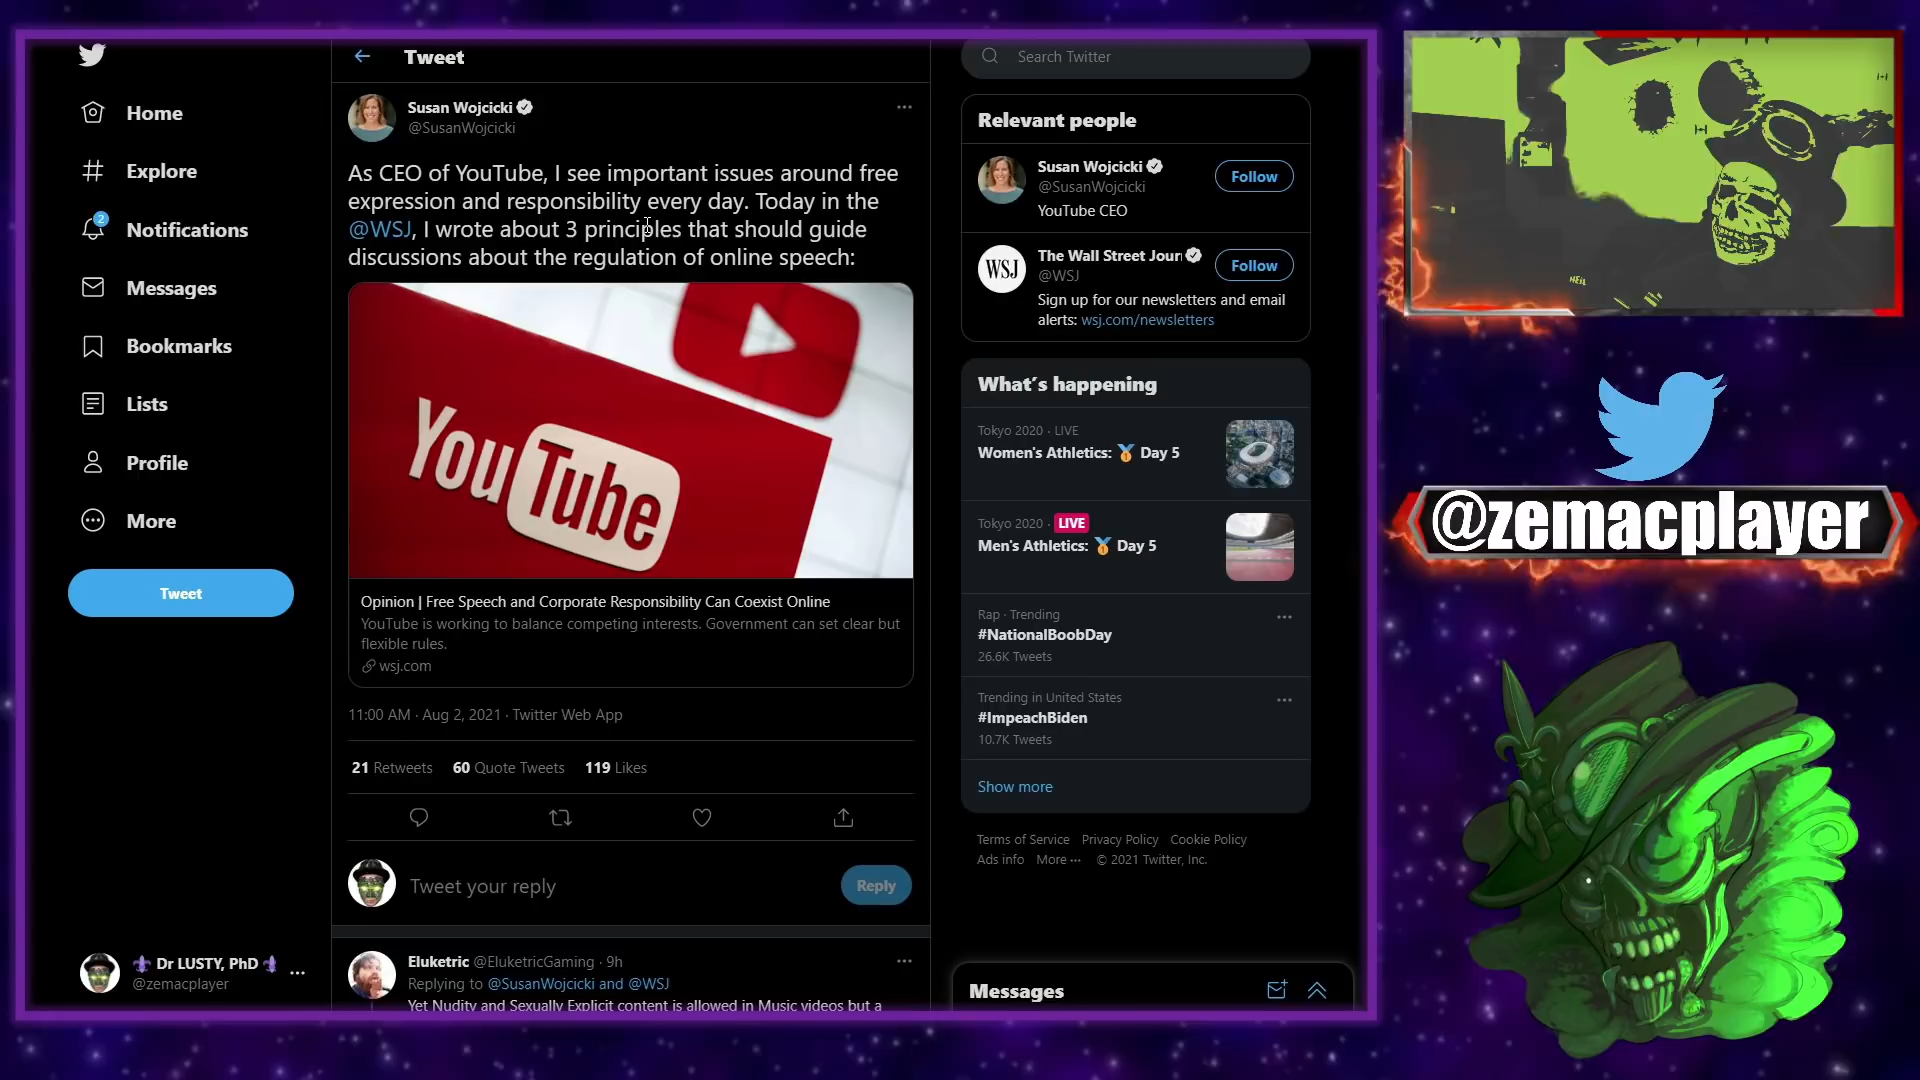 Home
Explore
2
Notifications
Messages
Bookmarks
Lists
Profile
More
Tweet
⚜ Dr LUSTY, PhD ⚜
@zemacplayer
Tweet
Susan Wojcicki
@SusanWojcicki
As CEO of YouTube, I see important issues around free
expression and responsibility every day. Today in the
@WSJ, I wrote about 3 principles that should guide
discussions about the regulation of online speech:
YouTube
Opinion | Free Speech and Corporate Responsibility Can Coexist Online
YouTube is working to balance competing interests. Government can set clear but
flexible rules.
wsj.com
11:00 AM · Aug 2, 2021 · Twitter Web App
21 Retweets 60 Quote Tweets 119 Likes
Tweet your reply
Reply
Eluketric @EluketricGaming · 9h
Replying to @SusanWojcicki and @WSJ
Yet Nudity and Sexually Explicit content is allowed in Music videos but a
Search Twitter
Relevant people
Susan Wojcicki
@SusanWojcicki
Follow
YouTube CEO
WSJ
The Wall Street Jour
@WSJ
Follow
Sign up for our newsletters and email
alerts: wsj.com/newsletters
What's happening
Tokyo 2020 · LIVE
Women's Athletics: 🏅 Day 5
Tokyo 2020 · LIVE
Men's Athletics: 🏅 Day 5
Rap · Trending
#NationalBoobDay
26.6K Tweets
Trending in United States
#ImpeachBiden
10.7K Tweets
Show more
Terms of Service Privacy Policy Cookie Policy
Ads info More ··· © 2021 Twitter, Inc.
Messages
@zemacplayer